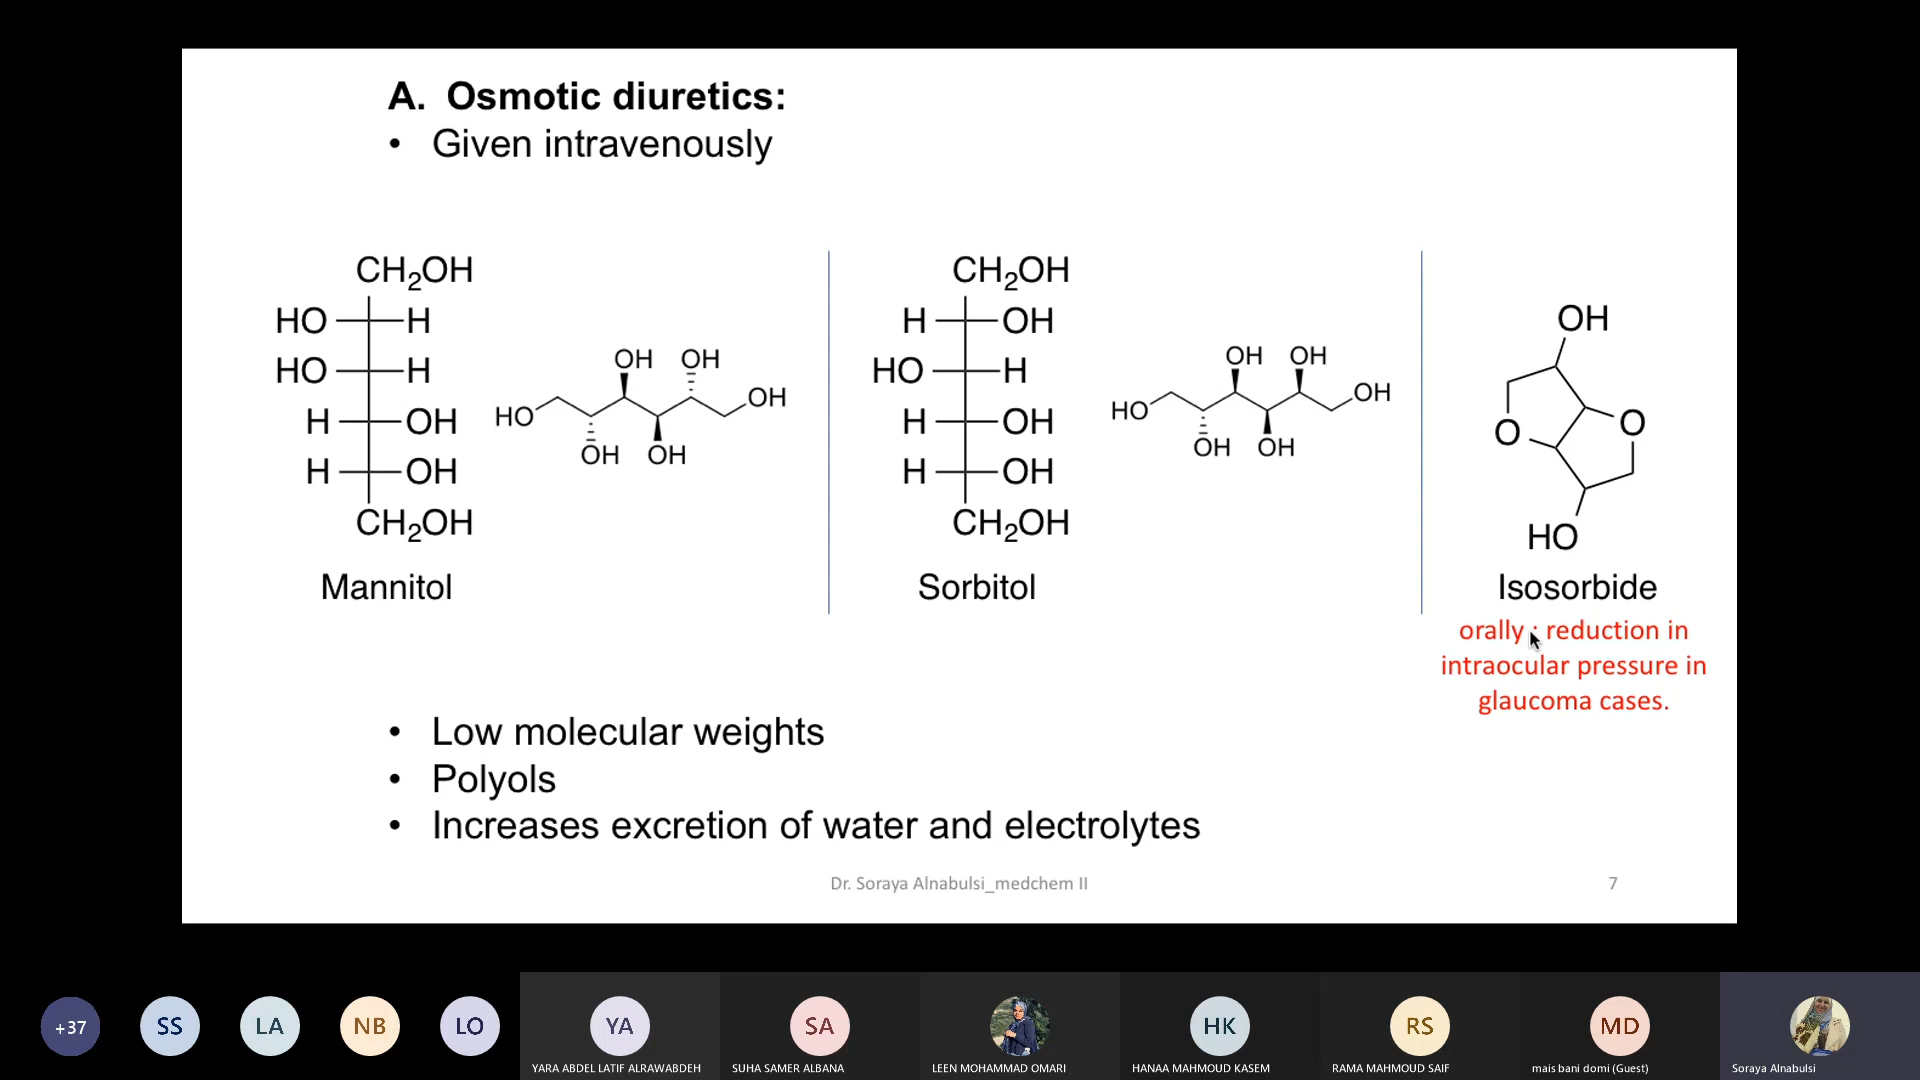 A. Osmotic diuretics:
• Given intravenously
CH₂OH
HO H
HO H
H OH
H OH
CH₂OH
Mannitol
HO OH OH OH OH OH
CH₂OH
H OH
HO H
H OH
H OH
CH₂OH
Sorbitol
HO OH OH OH OH OH
OH
O O
HO
Isosorbide
orally : reduction in
intraocular pressure in
glaucoma cases.
• Low molecular weights
• Polyols
• Increases excretion of water and electrolytes
Dr. Soraya Alnabulsi_medchem II
7
+37
SS
LA
NB
LO
YA
YARA ABDEL LATIF ALRAWABDEH
SA
SUHA SAMER ALBANA
LEEN MOHAMMAD OMARI
HK
HANAA MAHMOUD KASEM
RS
RAMA MAHMOUD SAIF
MD
mais bani domi (Guest)
Soraya Alnabulsi